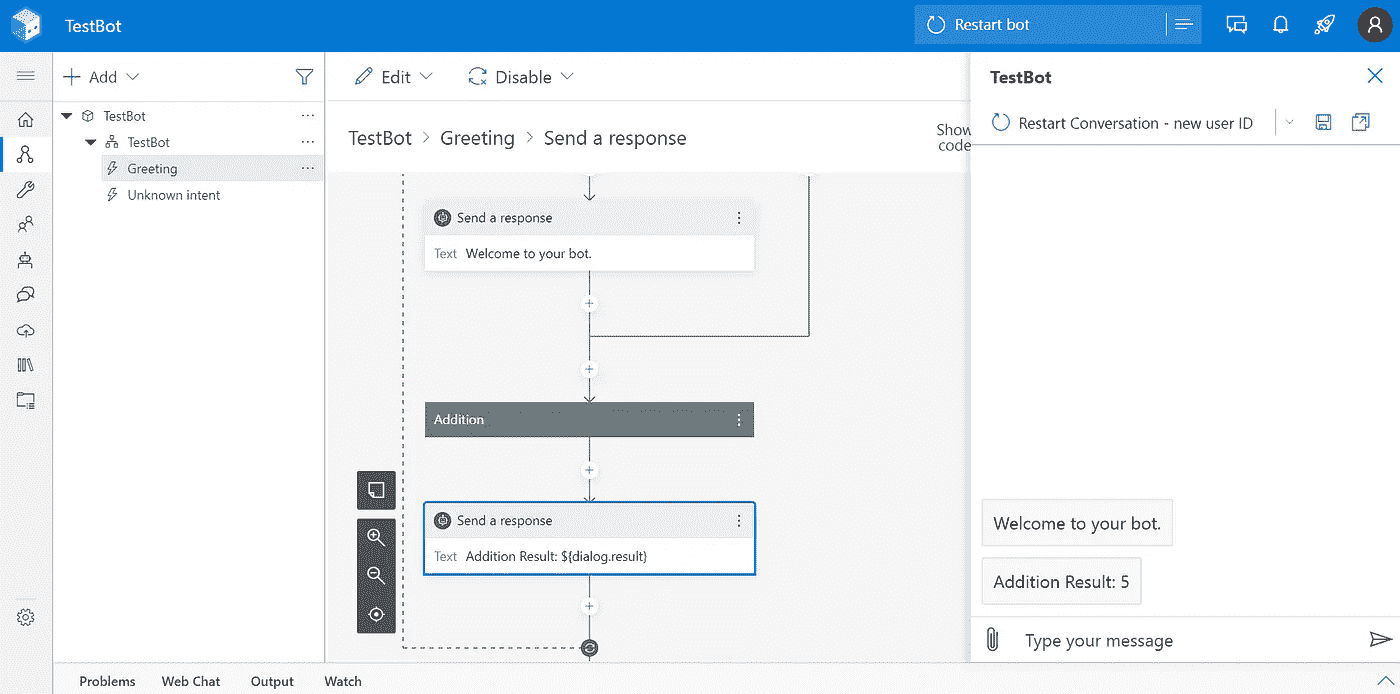 TestBot
Restart bot
Add
Edit
Disable
TestBot
TestBot
Greeting
Unknown intent
TestBot > Greeting > Send a response
Show
code
Send a response
Text Welcome to your bot.
Addition
Send a response
Text Addition Result: ${dialog.result}
TestBot
Restart Conversation - new user ID
Welcome to your bot.
Addition Result: 5
Type your message
Problems
Web Chat
Output
Watch